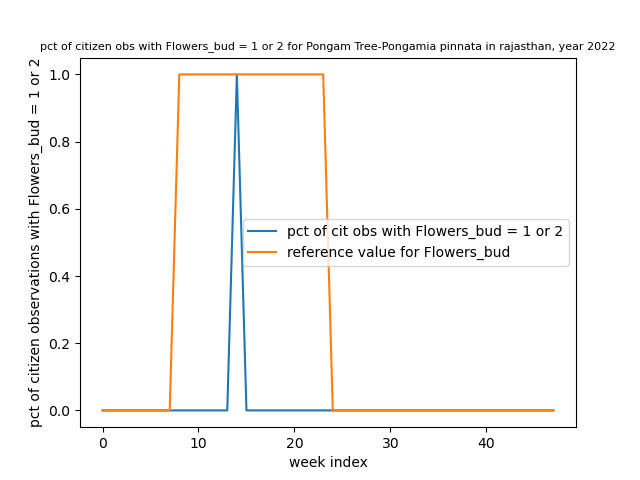 pct of citizen obs with Flowers_bud = 1 or 2 for Pongam Tree-Pongamia pinnata in rajasthan, year 2022
pct of citizen observations with Flowers_bud = 1 or 2
1.0
0.8
0.6
0.4
0.2
0.0
pct of cit obs with Flowers_bud = 1 or 2
reference value for Flowers_bud
0 10 20 30 40
week index